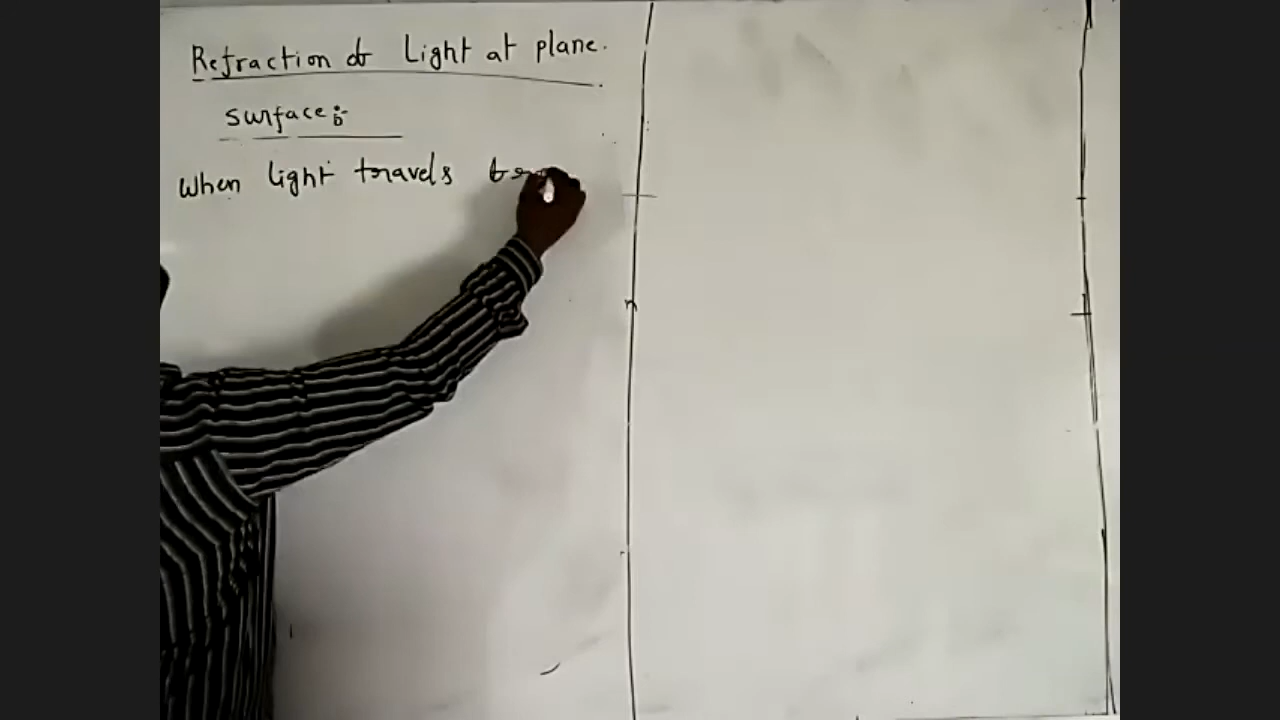 Refraction of Light at plane.
surface:-
When light travels